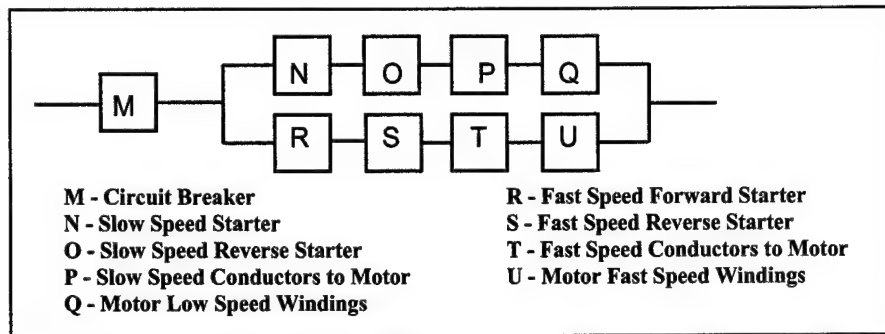 N O P Q
M
R S T U
M - Circuit Breaker
N - Slow Speed Starter
O - Slow Speed Reverse Starter
P - Slow Speed Conductors to Motor
Q - Motor Low Speed Windings
R - Fast Speed Forward Starter
S - Fast Speed Reverse Starter
T - Fast Speed Conductors to Motor
U - Motor Fast Speed Windings